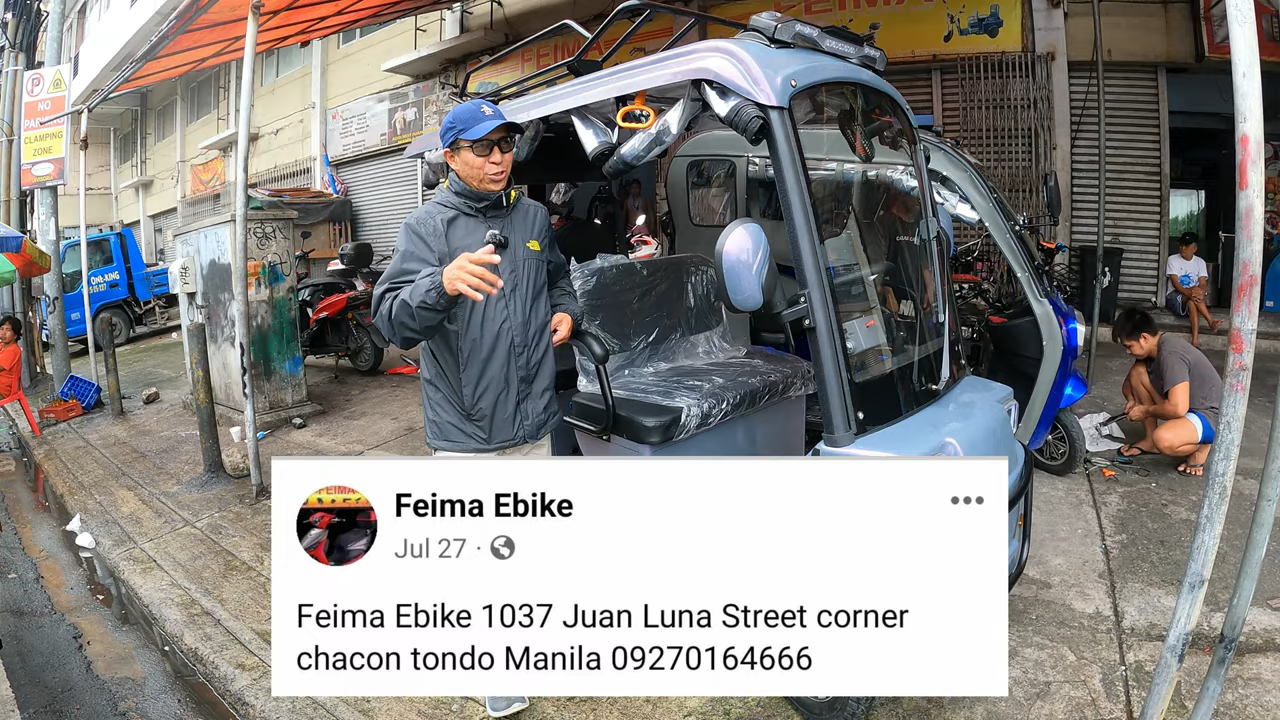 FEIMA
FEIMA
NO
PARKING
CLAMPING
ZONE
ONE-KING
Feima Ebike
Jul 27 ·
Feima Ebike 1037 Juan Luna Street corner
chacon tondo Manila 09270164666